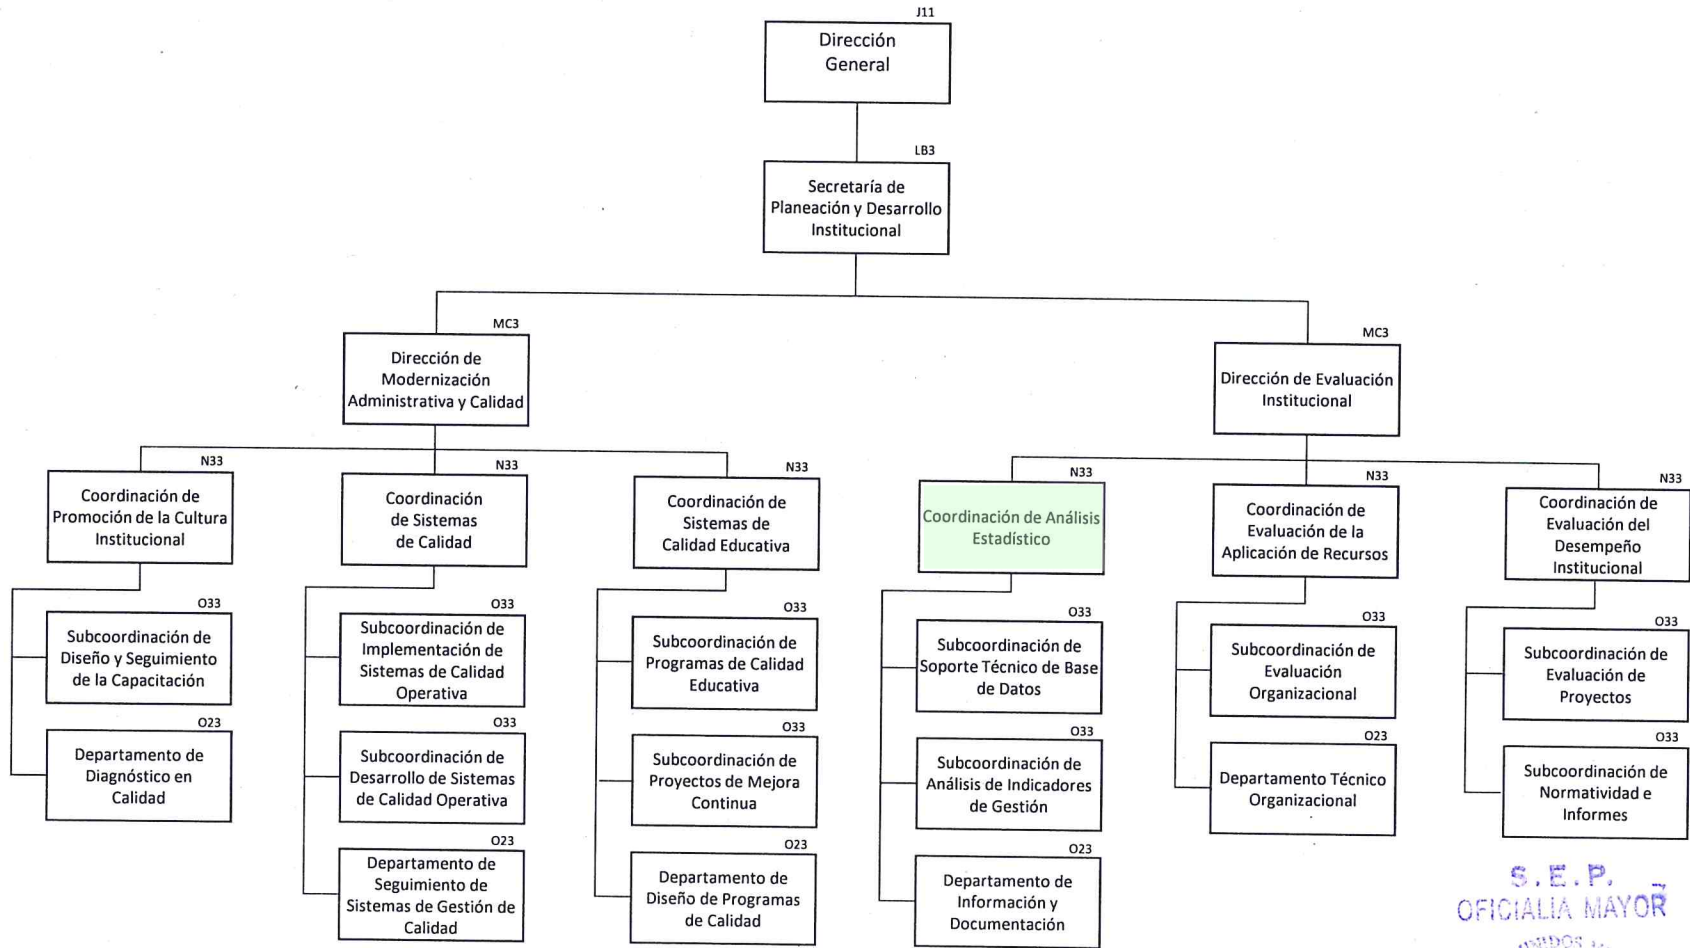 J11
Dirección
General
LB3
Secretaría de
Planeación y Desarrollo
Institucional
MC3
Dirección de
Modernización
Administrativa y Calidad
MC3
Dirección de Evaluación
Institucional
N33
Coordinación de
Promoción de la Cultura
Institucional
N33
Coordinación
de Sistemas
de Calidad
N33
Coordinación de
Sistemas de
Calidad Educativa
N33
Coordinación de Análisis
Estadístico
N33
Coordinación de
Evaluación de la
Aplicación de Recursos
N33
Coordinación de
Evaluación del
Desempeño
Institucional
O33
Subcoordinación de
Diseño y Seguimiento
de la Capacitación
O23
Departamento de
Diagnóstico en
Calidad
O33
Subcoordinación de
Implementación de
Sistemas de Calidad
Operativa
O33
Subcoordinación de
Desarrollo de Sistemas
de Calidad Operativa
O23
Departamento de
Seguimiento de
Sistemas de Gestión de
Calidad
O33
Subcoordinación de
Programas de Calidad
Educativa
O33
Subcoordinación de
Proyectos de Mejora
Continua
O23
Departamento de
Diseño de Programas
de Calidad
O33
Subcoordinación de
Soporte Técnico de Base
de Datos
O33
Subcoordinación de
Análisis de Indicadores
de Gestión
O23
Departamento de
Información y
Documentación
O33
Subcoordinación de
Evaluación
Organizacional
O23
Departamento Técnico
Organizacional
O33
Subcoordinación de
Evaluación de
Proyectos
O33
Subcoordinación de
Normatividad e
Informes
S.E.P.
OFICIALIA MAYOR